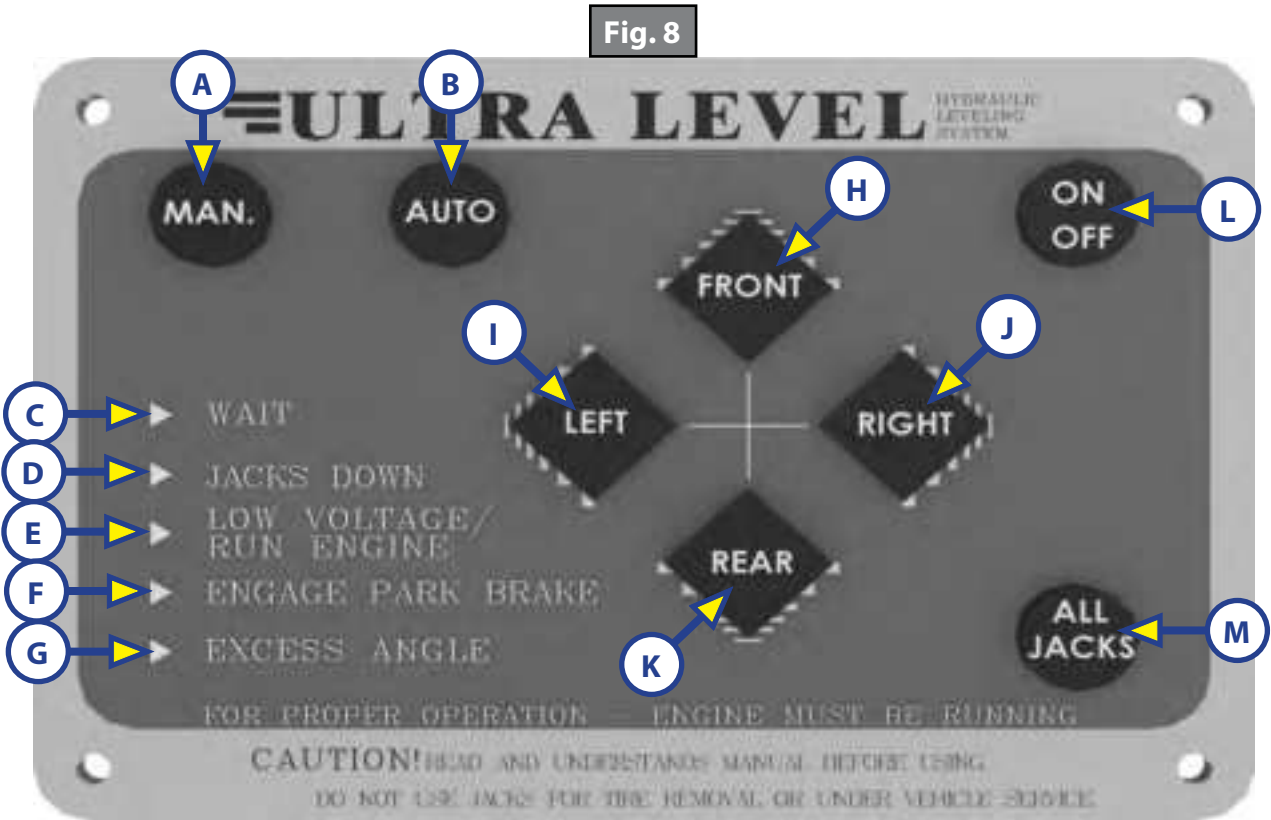 Fig. 8
A
B
ULTRA LEVEL
HYDRAULIC
LEVELING
SYSTEM
MAN.
AUTO
H
ON
OFF
L
FRONT
I
J
C
WAIT
LEFT
RIGHT
D
JACKS DOWN
E
LOW VOLTAGE/
RUN ENGINE
REAR
F
ENGAGE PARK BRAKE
ALL
JACKS
M
G
EXCESS ANGLE
K
FOR PROPER OPERATION - ENGINE MUST BE RUNNING
CAUTION! READ AND UNDERSTANDS MANUAL BEFORE USING.
DO NOT USE JACKS FOR TIRE REMOVAL OR UNDER VEHICLE SERVICE